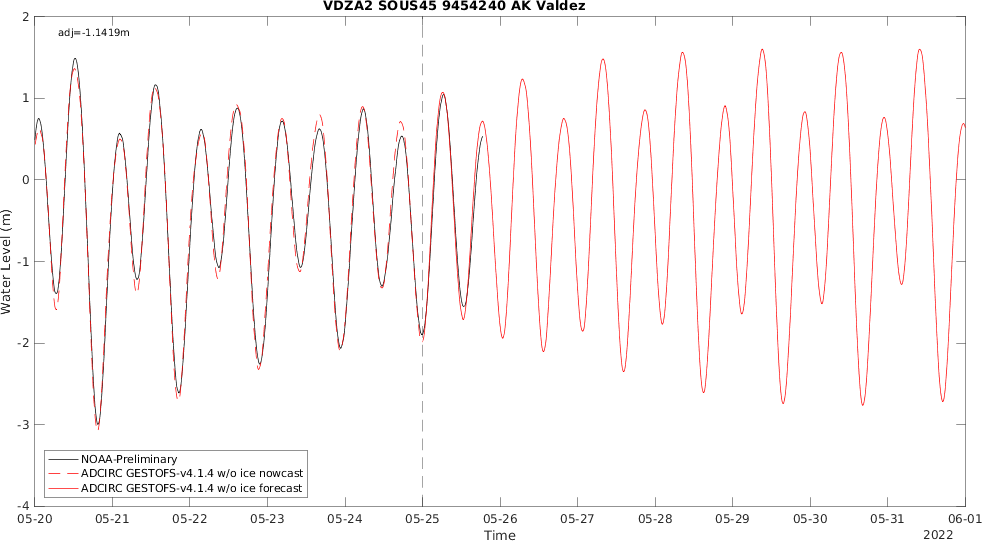 VDZA2 SOUS45 9454240 AK Valdez
adj=-1.1419m
Water Level (m)
2
1
0
-1
-2
-3
-4
NOAA-Preliminary
ADCIRC GESTOFS-v4.1.4 w/o ice nowcast
ADCIRC GESTOFS-v4.1.4 w/o ice forecast
05-20 05-21 05-22 05-23 05-24 05-25 05-26 05-27 05-28 05-29 05-30 05-31 06-01
Time
2022